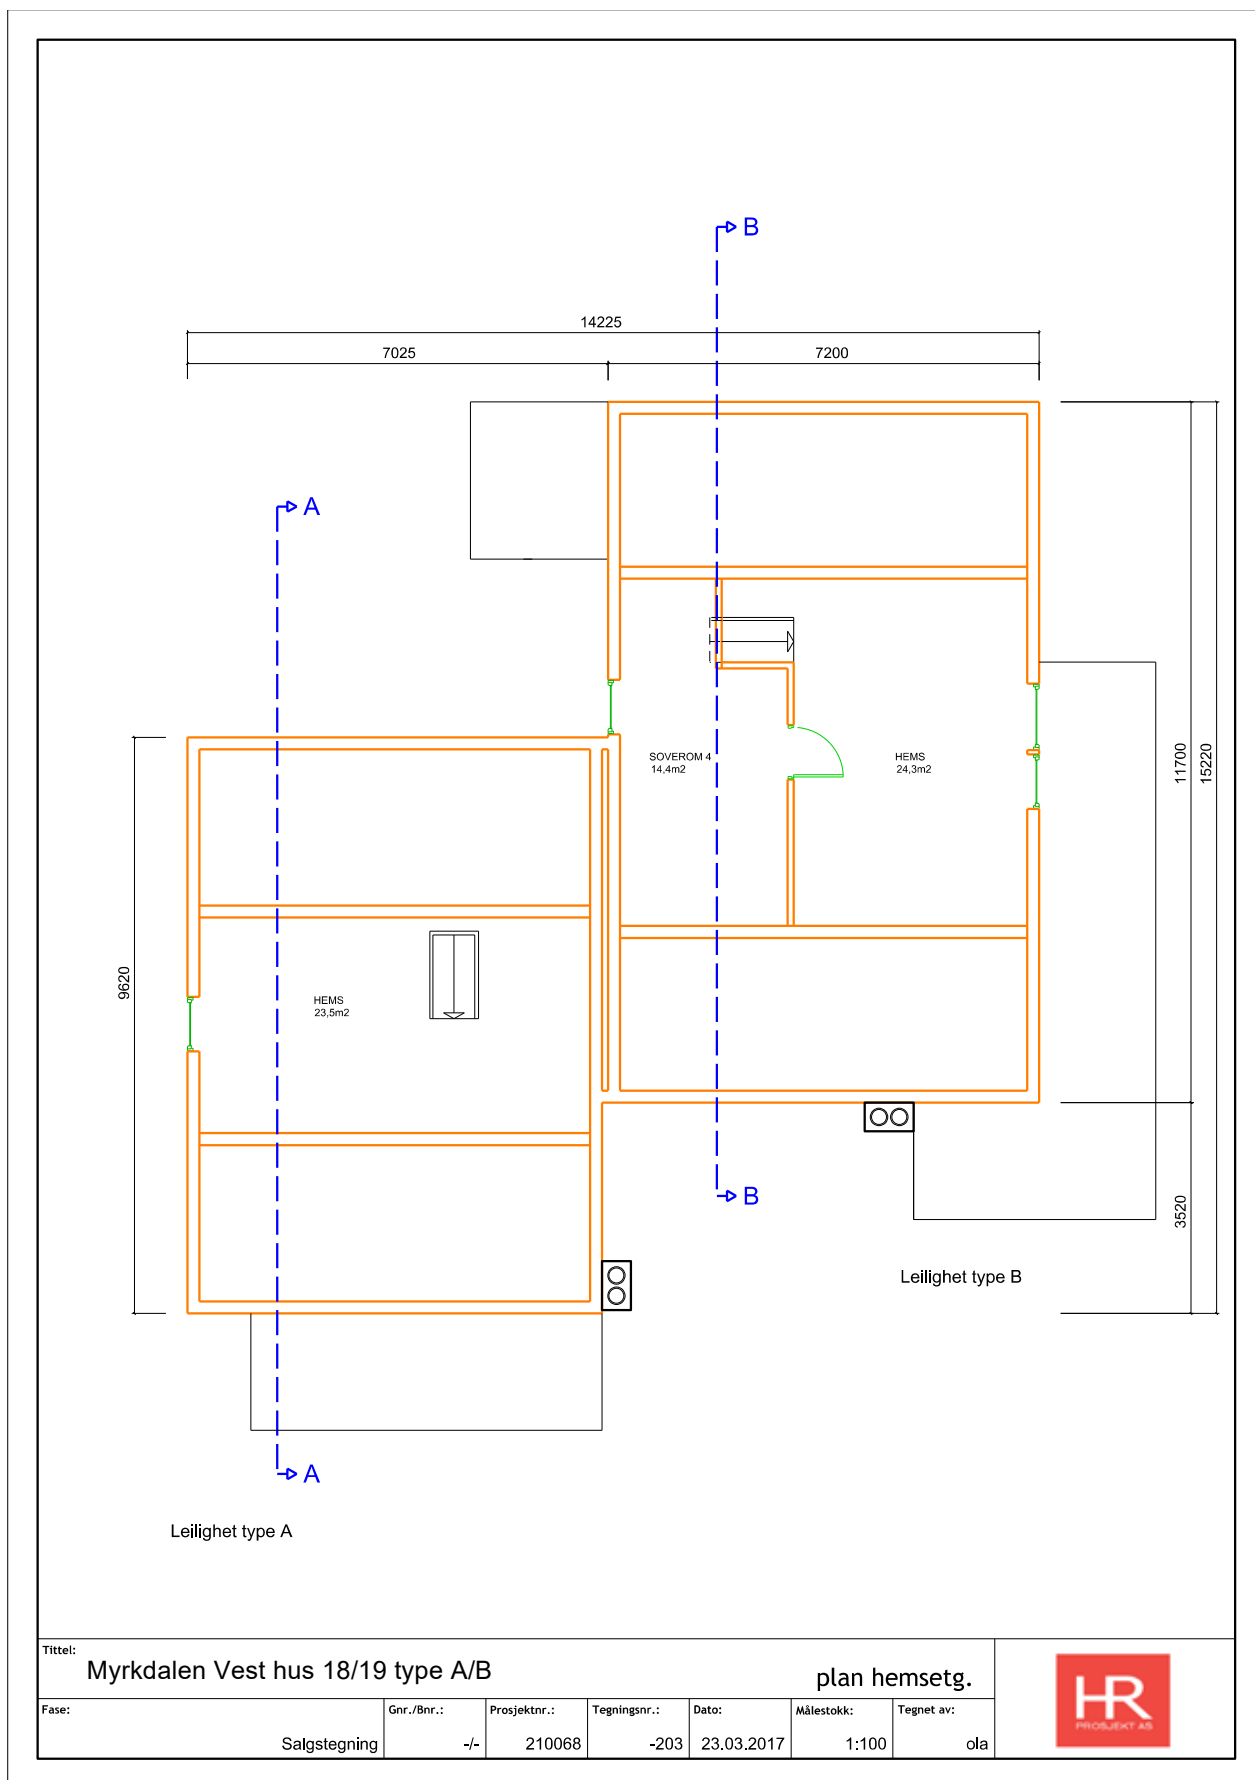 B
14225
7025
7200
A
SOVEROM 4
14,4m2
HEMS
24,3m2
11700
15220
9620
HEMS
23,5m2
B
3520
Leilighet type B
A
Leilighet type A
Tittel:
Myrkdalen Vest hus 18/19 type A/B
plan hemsetg.
Fase:
Salgstegning
Gnr./Bnr.:
-/-
Prosjektnr.:
210068
Tegningsnr.:
-203
Dato:
23.03.2017
Målestokk:
1:100
Tegnet av:
ola
HR
PROSJEKT AS